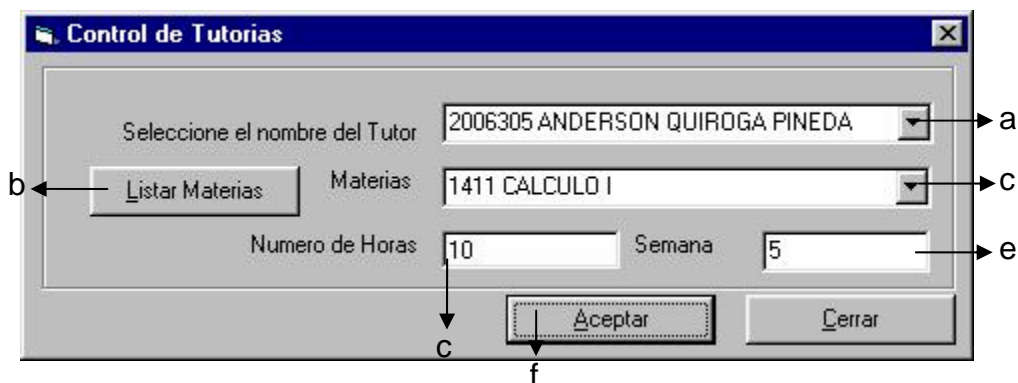 Control de Tutorias
Seleccione el nombre del Tutor 2006305 ANDERSON QUIROGA PINEDA a
b Listar Materias Materias 1411 CALCULO I c
Numero de Horas 10 Semana 5 e
c Aceptar Cerrar
f